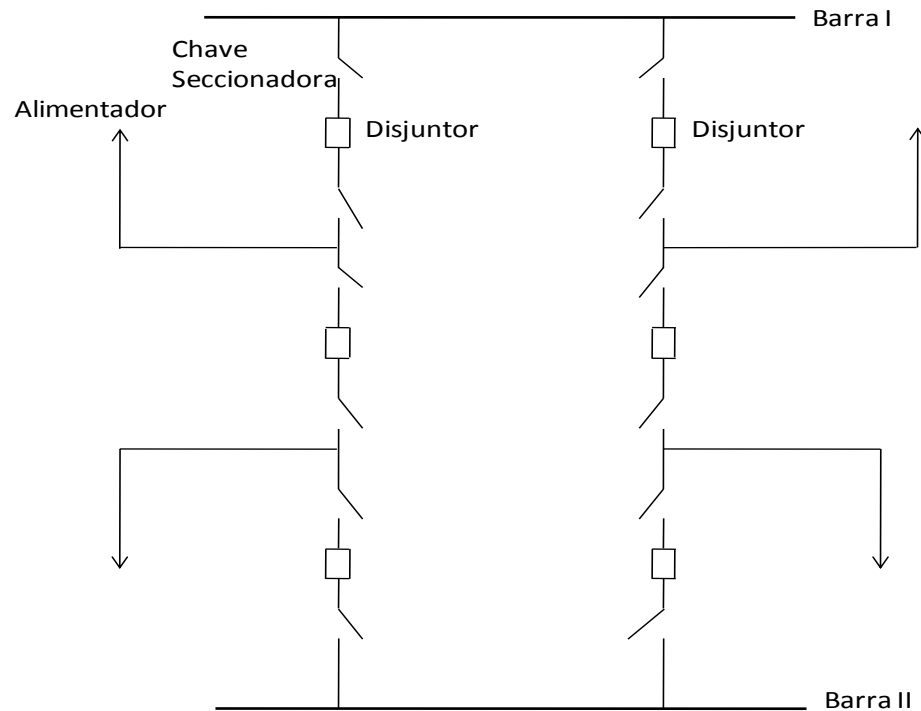 Barra I
Chave
Seccionadora
Alimentador
Disjuntor
Disjuntor
Barra II